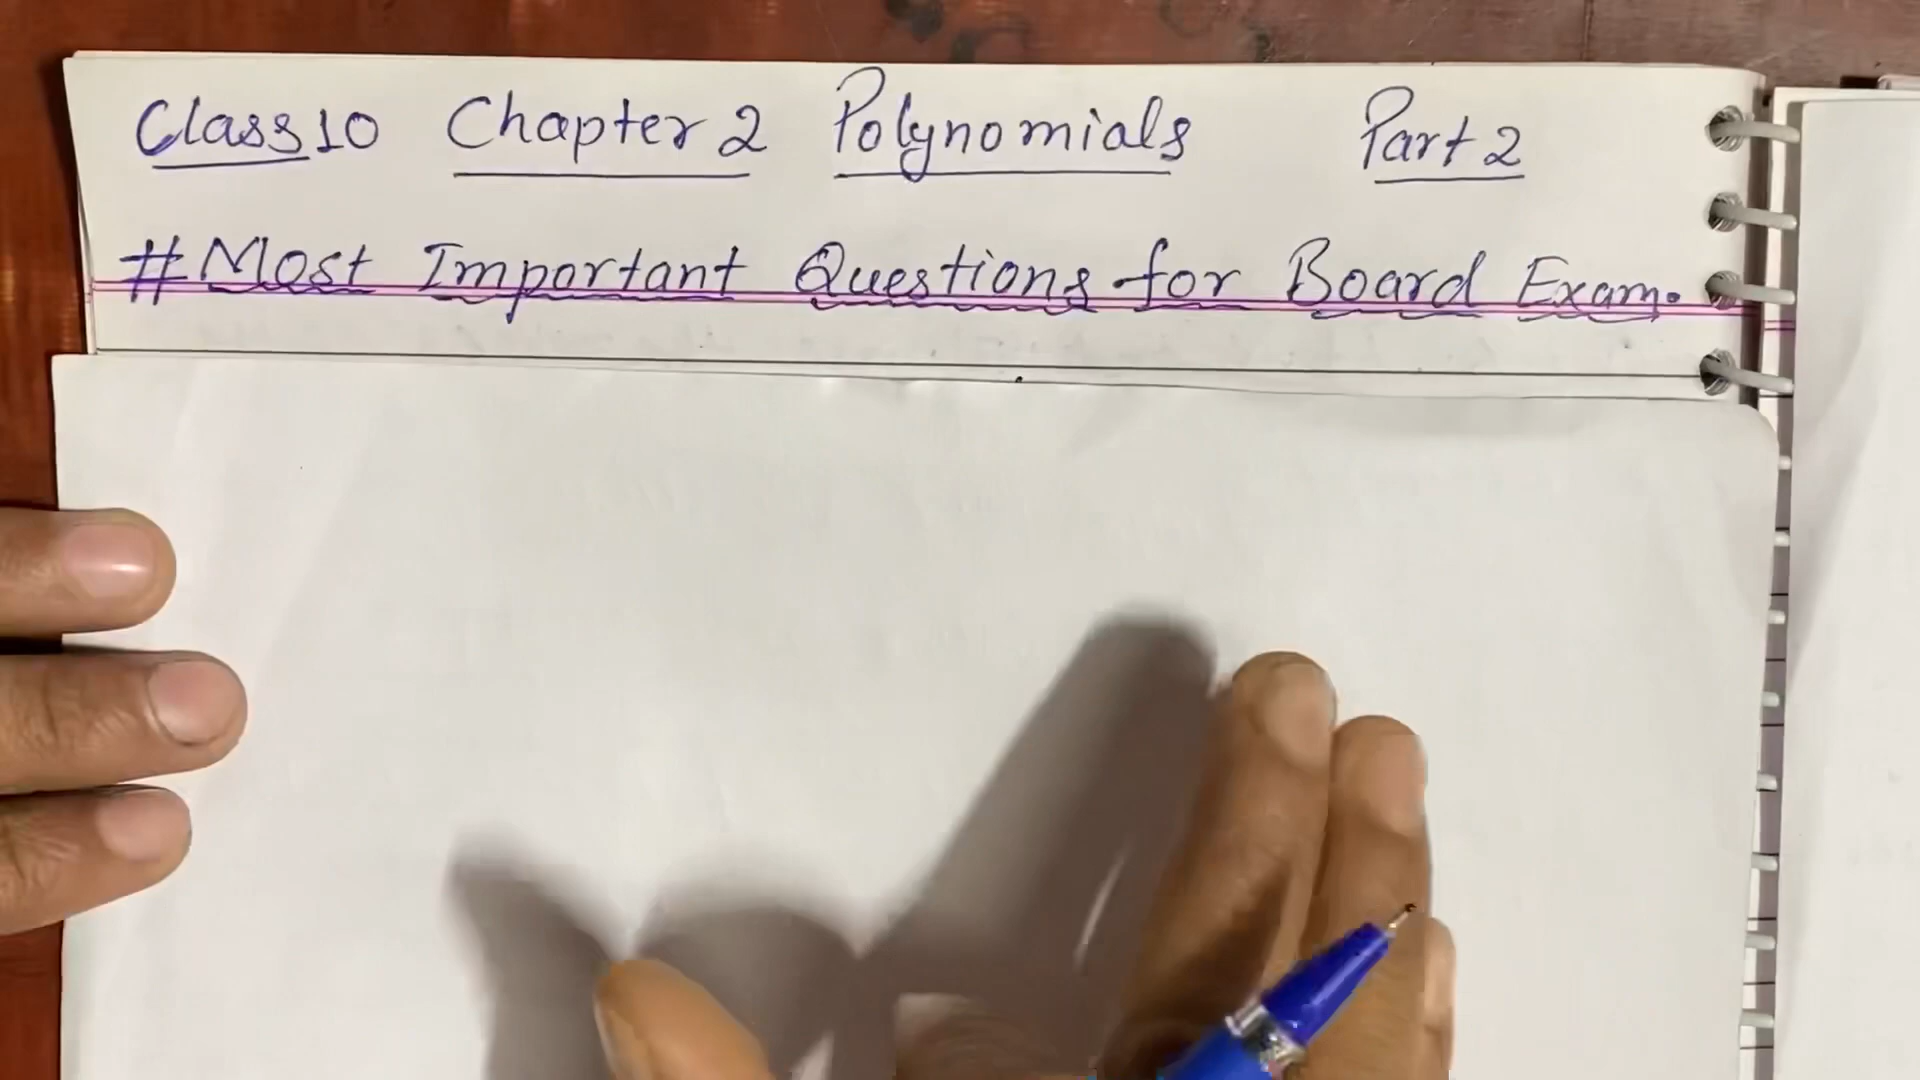 Class 10 Chapter 2 Polynomials Part 2
# Most Important Questions for Board Exam.